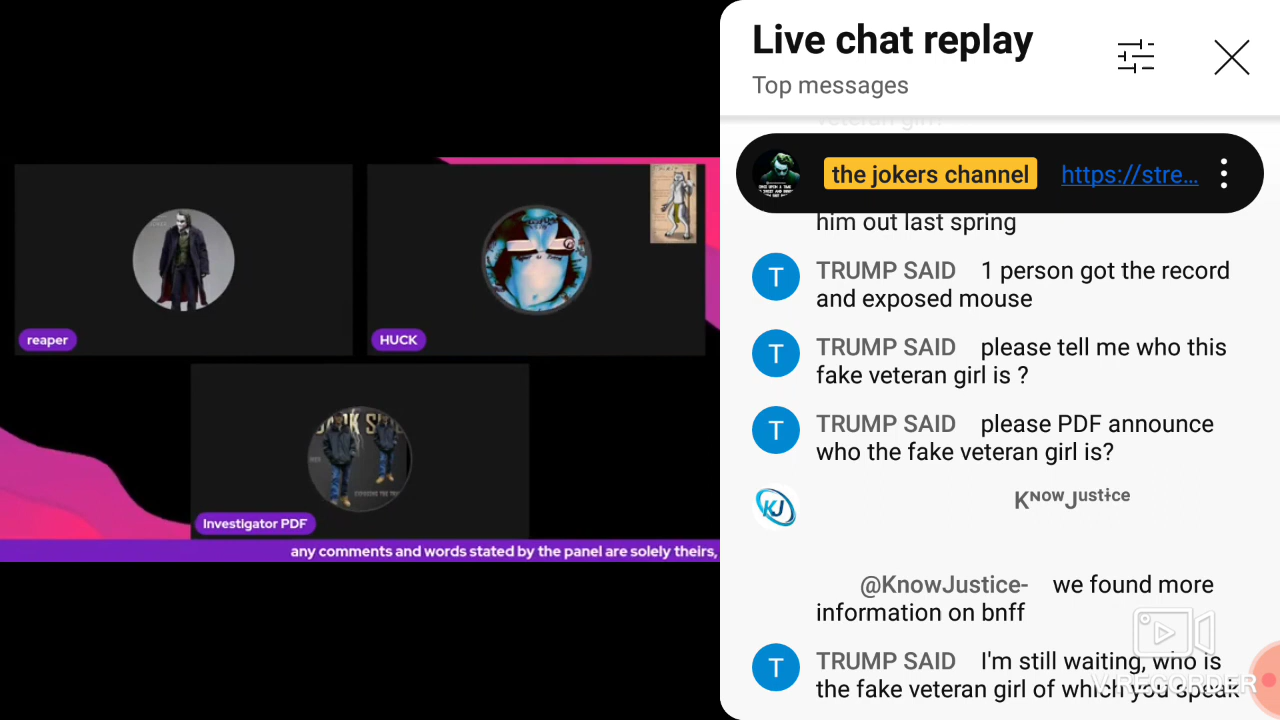 reaper
HUCK
Investigator PDF
any comments and words stated by the panel are solely theirs,
Live chat replay
Top messages
veteran girl?
the jokers channel https://stre...
him out last spring
T TRUMP SAID 1 person got the record
and exposed mouse
T TRUMP SAID please tell me who this
fake veteran girl is ?
T TRUMP SAID please PDF announce
who the fake veteran girl is?
KJ KᴺᵒʷJᵘˢᵗⁱᶜᵉ
@KnowJustice- we found more
information on bnff
T TRUMP SAID I'm still waiting, who is
the fake veteran girl of which you speak
V RECORDER